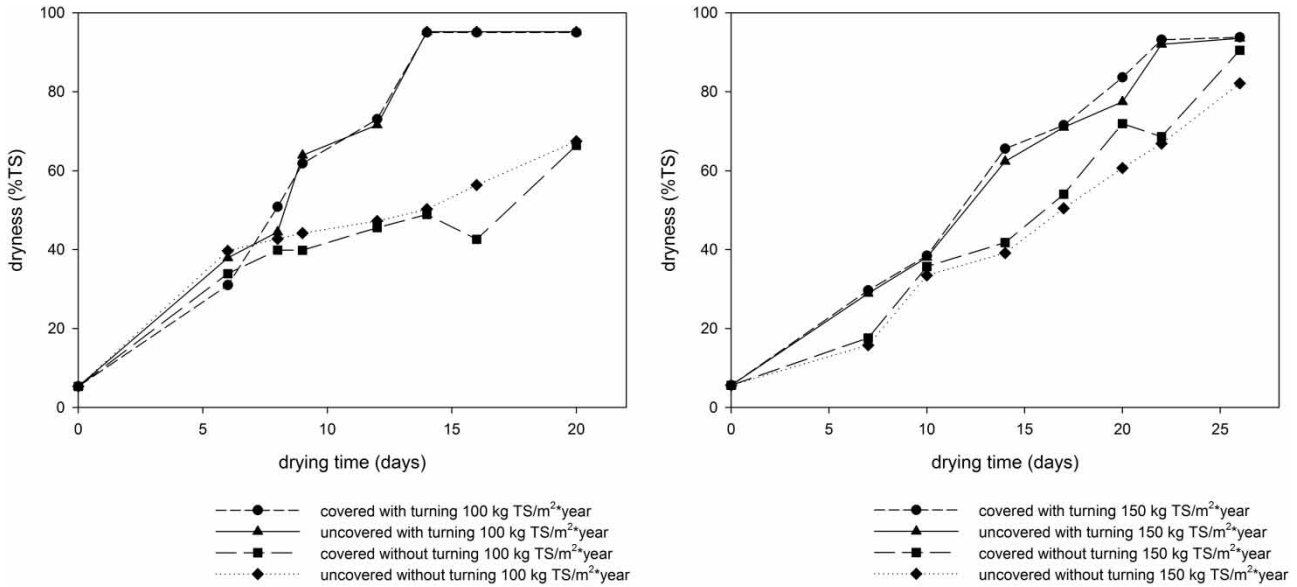 100
80
60
40
20
0
dryness (%TS)
0 5 10 15 20
drying time (days)
covered with turning 100 kg TS/m²*year
uncovered with turning 100 kg TS/m²*year
covered without turning 100 kg TS/m²*year
uncovered without turning 100 kg TS/m²*year
100
80
60
40
20
0
dryness (%TS)
0 5 10 15 20 25
drying time (days)
covered with turning 150 kg TS/m²*year
uncovered with turning 150 kg TS/m²*year
covered without turning 150 kg TS/m²*year
uncovered without turning 150 kg TS/m²*year